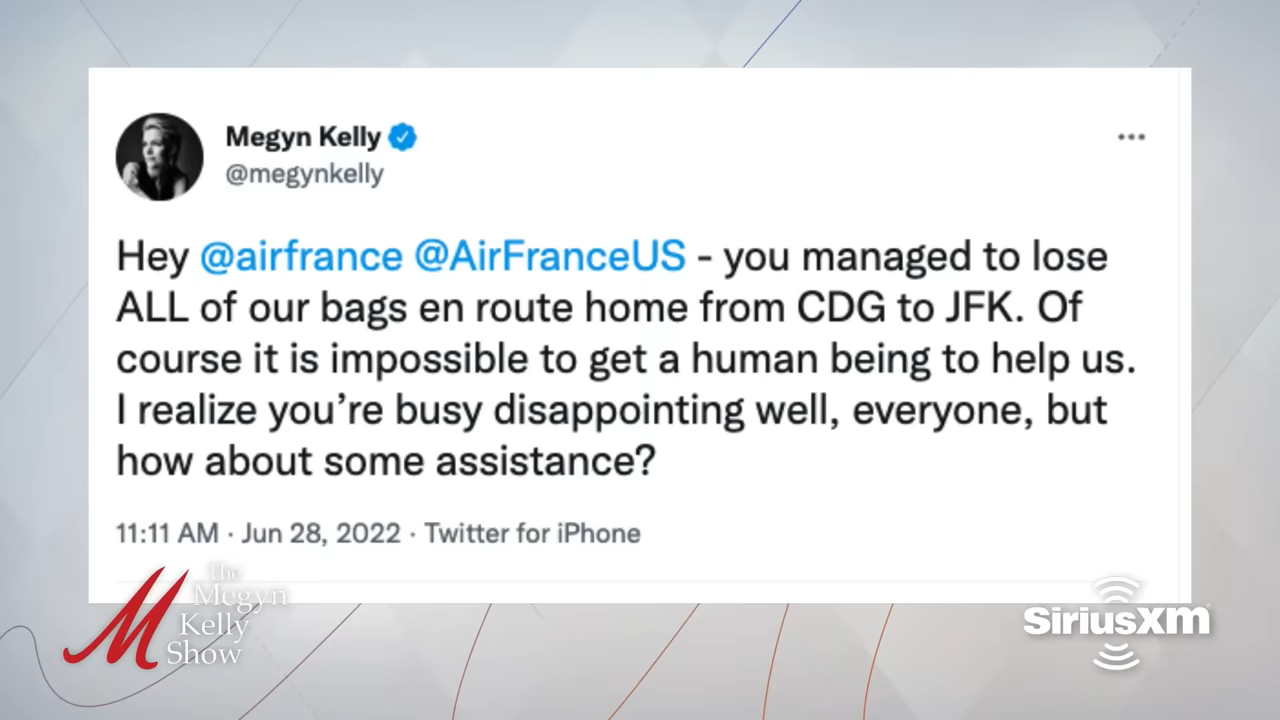 Megyn Kelly
@megynkelly
Hey @airfrance @AirFranceUS - you managed to lose
ALL of our bags en route home from CDG to JFK. Of
course it is impossible to get a human being to help us.
I realize you’re busy disappointing well, everyone, but
how about some assistance?
11:11 AM · Jun 28, 2022 · Twitter for iPhone
M
The
Megyn
Kelly
Show
SiriusXM